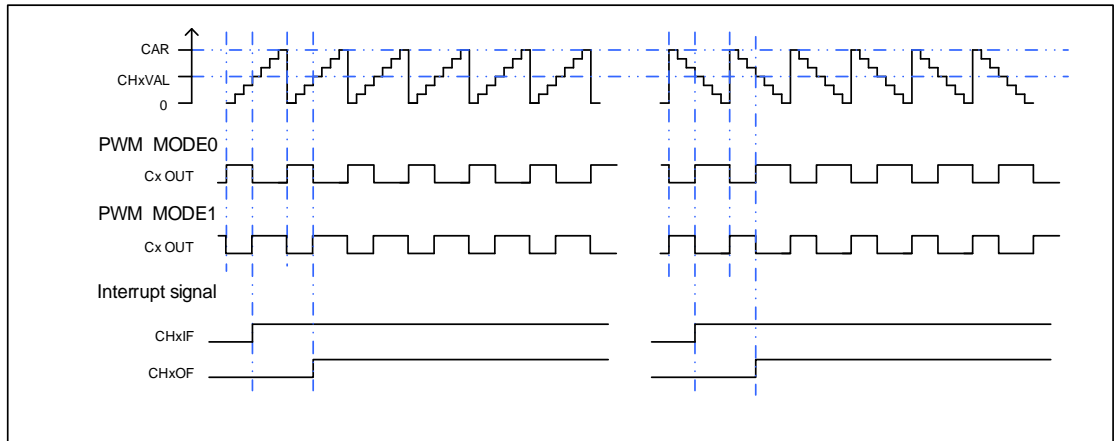 CAR
CHxVAL
0
PWM MODE0
Cx OUT
PWM MODE1
Cx OUT
Interrupt signal
CHxIF
CHxOF